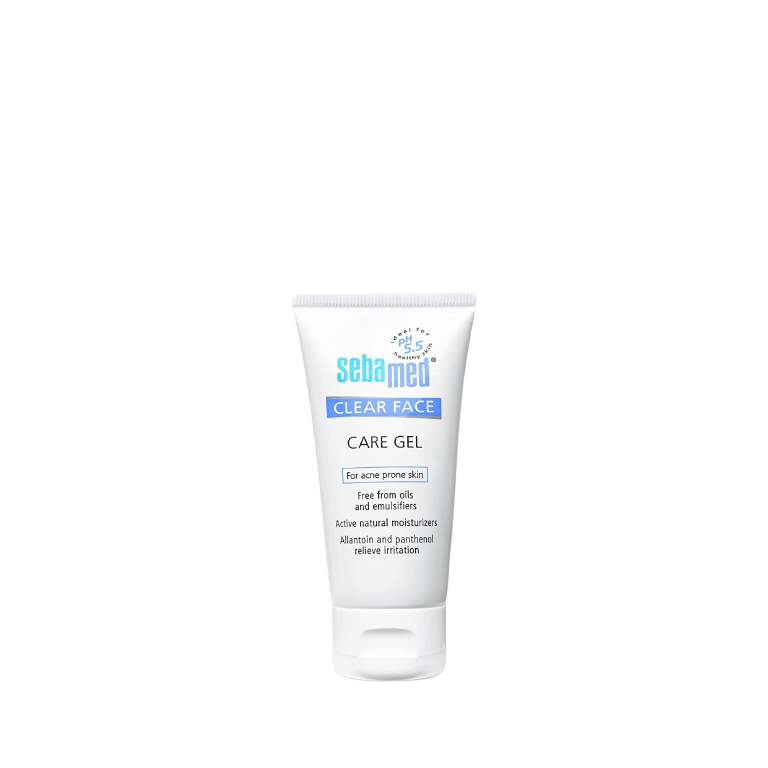 ideal for
pH
5.5
healthy skin
sebamed®
CLEAR FACE
CARE GEL
For acne prone skin
Free from oils
and emulsifiers
Active natural moisturizers
Allantoin and panthenol
relieve irritation